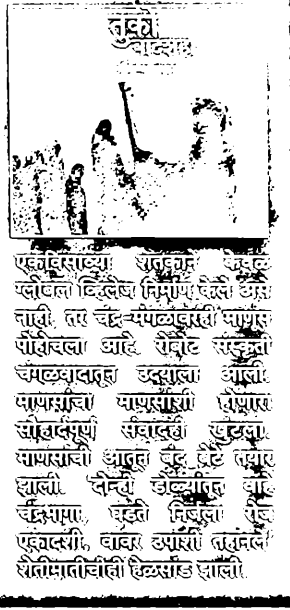 तुको
बादशहा
एकविसाव्या शतकाने केवळ
ग्लोबल व्हिलेज निर्माण केले असे
नाही तर चंद्र-मंगळावरही माणूस
पोहोचला आहे. रोबोट संस्कृती
चंगळवादातून उदयाला आली.
माणसाचा माणसाशी होणारा
सौहार्दपूर्ण संवादही खुंटला.
माणसाची आतून बंद बेटे तयार
झाली. दोन्ही डोळ्यांतून वाहे
चंद्रभागा, घडते निर्जला रोज
एकादशी, वावर उपाशी तहानले
शेतीमातीचीही हेळसांड झाली.